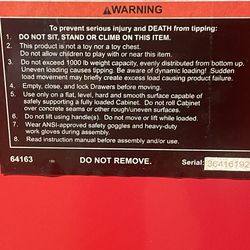 WARNING
To prevent serious injury and DEATH from tipping:
1. DO NOT SIT, STAND OR CLIMB ON THIS ITEM.
2. This product is not a toy nor a toy chest.
Do not allow children to play with or near this item.
3. Do not exceed 1000 lb weight capacity, evenly distributed from bottom up.
Uneven loading causes tipping. Be aware of dynamic loading! Sudden
load movement may briefly create excess load causing product failure.
4. Empty, close, and lock Drawers before moving.
5. Use only on a flat, level, hard and smooth surface capable of
safely supporting a fully loaded Cabinet. Do not roll Cabinet
over concrete seams or other rough/uneven surfaces.
6. Do not lift using handle(s). Do not move or lift while loaded.
7. Wear ANSI-approved safety goggles and heavy-duty
work gloves during assembly.
8. Read instruction manual before assembly and/or use.
64163 DO NOT REMOVE. Serial: 36416192